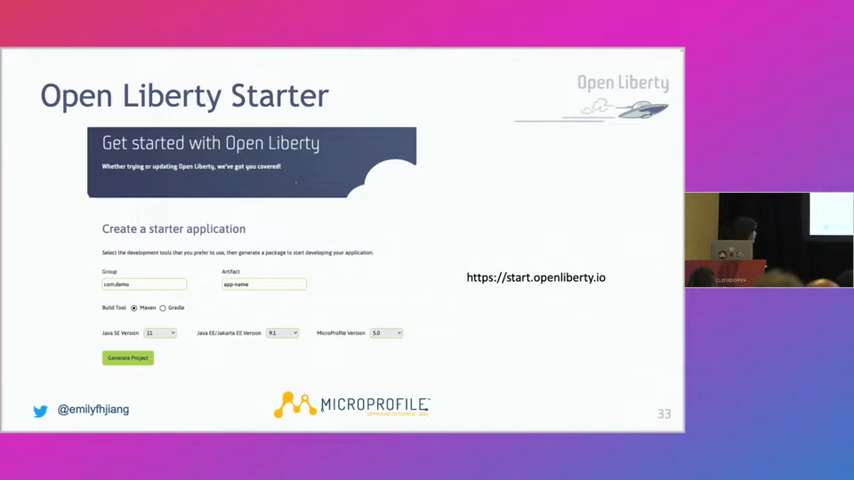 Open Liberty Starter
Open Liberty
Get started with Open Liberty
Whether trying or updating Open Liberty, we've got you covered!
Create a starter application
Select the development tools that you prefer to use, then generate a package to start developing your application.
Group
Artifact
com.demo
app-name
https://start.openliberty.io
Build Tool Maven Gradle
Java SE Version 11 Java EE/Jakarta EE Version 9.1 MicroProfile Version 5.0
Generate Project
@emilyfhjiang
MICROPROFILE
33
CLOUDOPEN